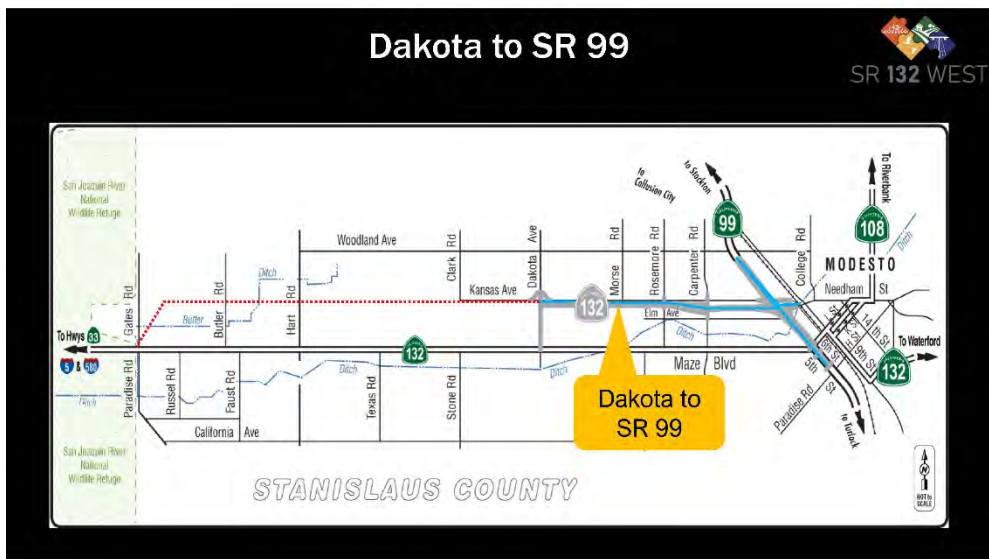 Dakota to SR 99
SR 132 WEST
San Joaquin River
National
Wildlife Refuge
to
Collusion City
to Stockton
To Riverbank
99
108
Ditch
Woodland Ave
Clark Rd
Dakota Ave
Morse Rd
Rosemore Rd
Carpenter Rd
College Rd
MODESTO
Needham St
Kansas Ave
Ditch
132
Elm Ave
Ditch
14th St
9th St
6th St
5th St
To Waterford
132
Gates Rd
Butler
Butler Rd
Hart Rd
To Hwys 33
5 & 580
132
Ditch
Ditch
Maze Blvd
Paradise Rd
Russel Rd
Faust Rd
Texas Rd
Stone Rd
Paradise Rd
to Turlock
California Ave
Dakota to
SR 99
San Joaquin River
National
Wildlife Refuge
STANISLAUS COUNTY
N
NOT to
SCALE